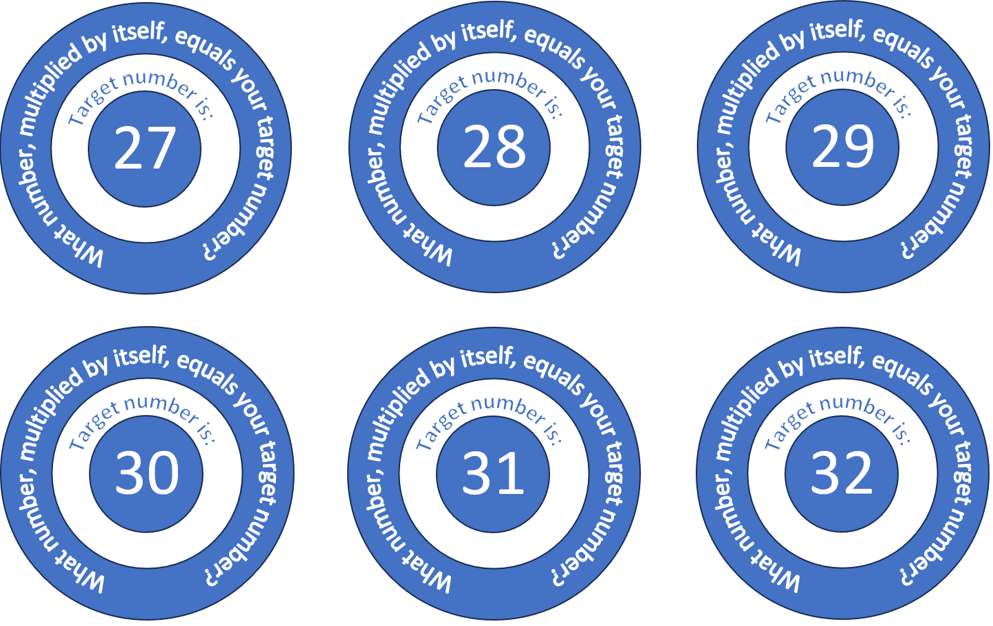 What number, multiplied by itself, equals your target number?
Target number is:
27
What number, multiplied by itself, equals your target number?
Target number is:
28
What number, multiplied by itself, equals your target number?
Target number is:
29
What number, multiplied by itself, equals your target number?
Target number is:
30
What number, multiplied by itself, equals your target number?
Target number is:
31
What number, multiplied by itself, equals your target number?
Target number is:
32